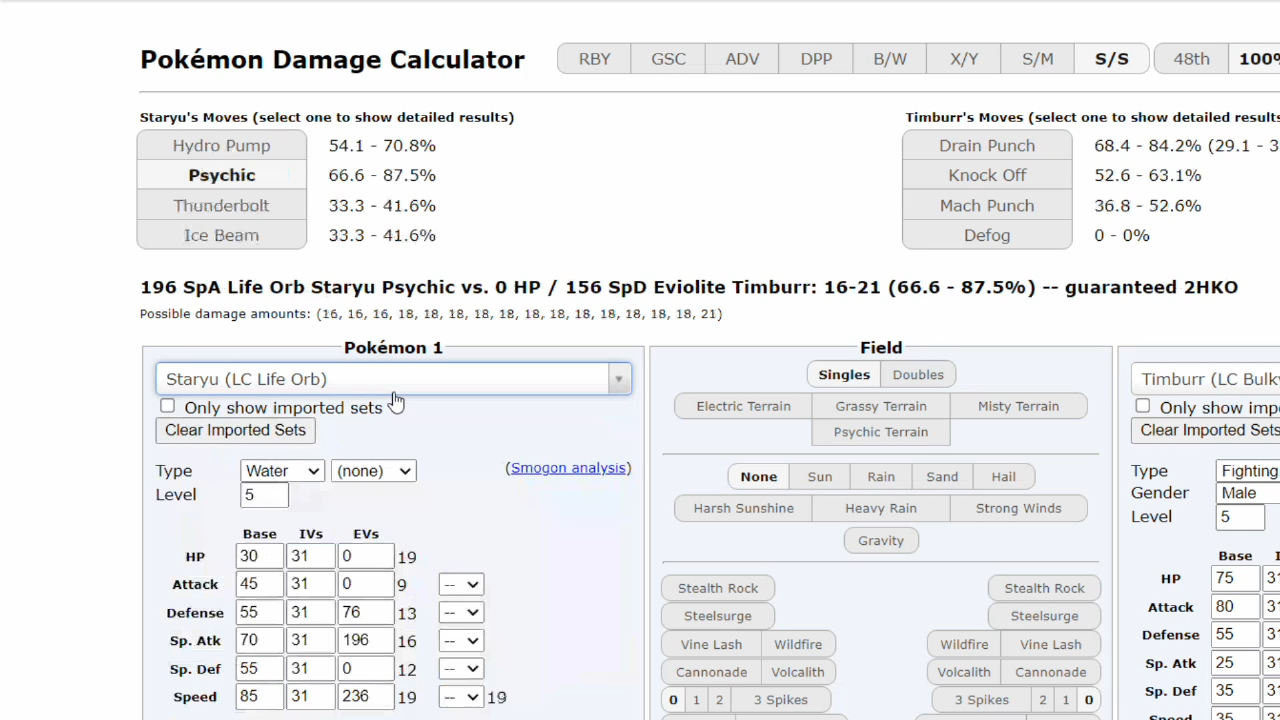 Pokémon Damage Calculator RBY GSC ADV DPP B/W X/Y S/M S/S 48th 100%
Staryu's Moves (select one to show detailed results) Timburr's Moves (select one to show detailed results
Hydro Pump 54.1 - 70.8% Drain Punch 68.4 - 84.2% (29.1 - 3
Psychic 66.6 - 87.5% Knock Off 52.6 - 63.1%
Thunderbolt 33.3 - 41.6% Mach Punch 36.8 - 52.6%
Ice Beam 33.3 - 41.6% Defog 0 - 0%
196 SpA Life Orb Staryu Psychic vs. 0 HP / 156 SpD Eviolite Timburr: 16-21 (66.6 - 87.5%) -- guaranteed 2HKO
Possible damage amounts: (16, 16, 16, 18, 18, 18, 18, 18, 18, 18, 18, 18, 18, 18, 18, 21)
Pokémon 1 Field
Staryu (LC Life Orb) Singles Doubles Timburr (LC Bulky
Only show imported sets Electric Terrain Grassy Terrain Misty Terrain Only show impo
Clear Imported Sets Psychic Terrain Clear Imported Sets
Type Water (none) (Smogon analysis) None Sun Rain Sand Hail Type Fighting
Level 5 Harsh Sunshine Heavy Rain Strong Winds Gender Male
Gravity Level 5
Base IVs EVs Base
HP 30 31 0 19 HP 75
Attack 45 31 0 9 -- Stealth Rock Stealth Rock Attack 80
Defense 55 31 76 13 -- Steelsurge Steelsurge Defense 55
Sp. Atk 70 31 196 16 -- Vine Lash Wildfire Wildfire Vine Lash Sp. Atk 25
Sp. Def 55 31 0 12 -- Cannonade Volcalith Volcalith Cannonade Sp. Def 35
Speed 85 31 236 19 -- 19 0 1 2 3 Spikes 3 Spikes 2 1 0 Speed 35